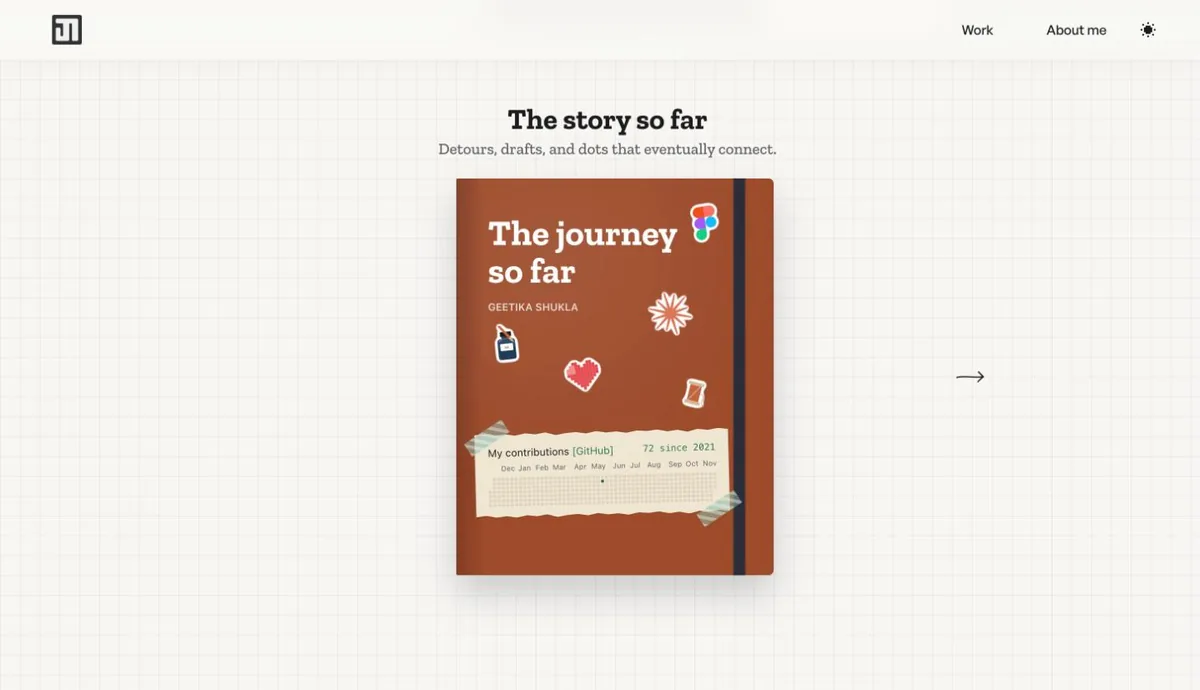 Work
About me
The story so far
Detours, drafts, and dots that eventually connect.
The journey
so far
GEETIKA SHUKLA
My contributions [GitHub]
72 since 2021
Dec Jan Feb Mar Apr May Jun Jul Aug Sep Oct Nov